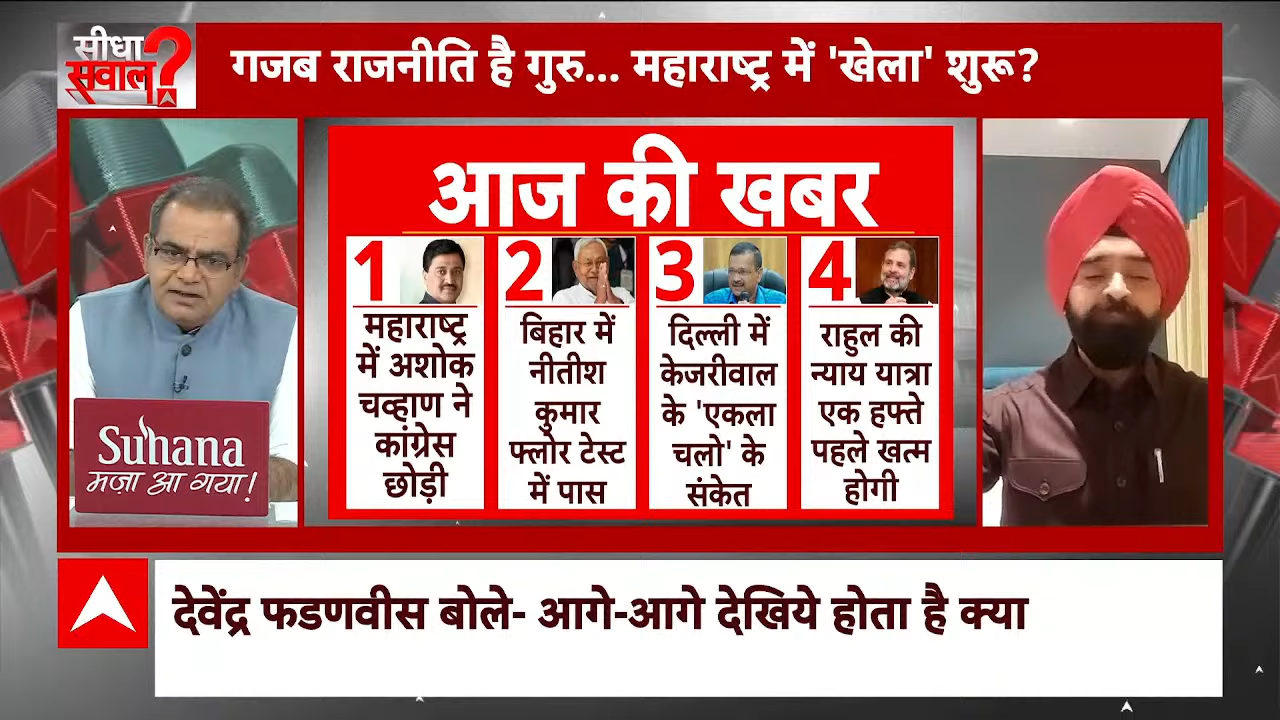 सीधा
सवाल?
गजब राजनीति है गुरु... महाराष्ट्र में 'खेला' शुरू?
आज की खबर
1
महाराष्ट्र
में अशोक
चव्हाण ने
कांग्रेस
छोड़ी
2
बिहार में
नीतीश
कुमार
फ्लोर टेस्ट
में पास
3
दिल्ली में
केजरीवाल
के 'एकला
चलो' के
संकेत
4
राहुल की
न्याय यात्रा
एक हफ्ते
पहले खत्म
होगी
Suhana
मज़ा आ गया!
देवेंद्र फडणवीस बोले- आगे-आगे देखिये होता है क्या